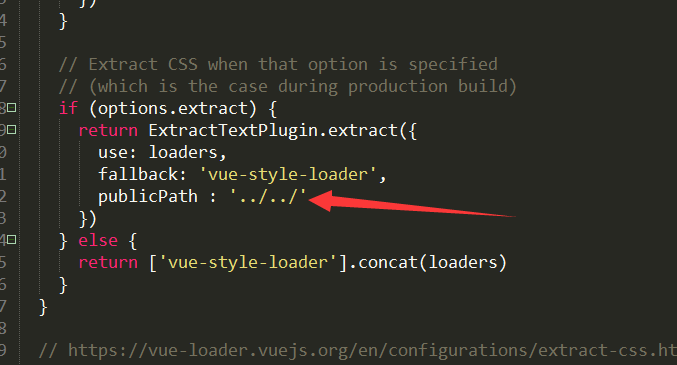 })
}
// Extract CSS when that option is specified
// (which is the case during production build)
if (options.extract) {
return ExtractTextPlugin.extract({
use: loaders,
fallback: 'vue-style-loader',
publicPath : '../../'
})
} else {
return ['vue-style-loader'].concat(loaders)
}
}
// https://vue-loader.vuejs.org/en/configurations/extract-css.ht